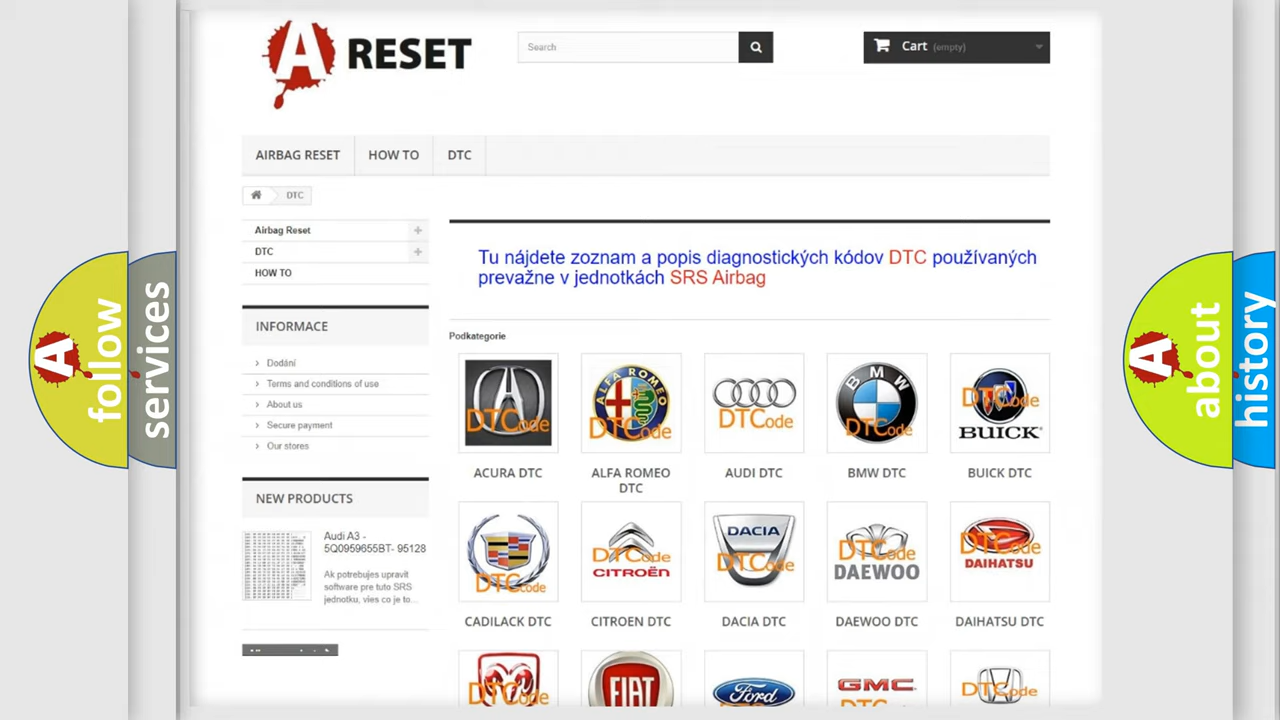 A RESET
Search
Cart (empty)
AIRBAG RESET
HOW TO
DTC
DTC
Airbag Reset
DTC
HOW TO
Tu nájdete zoznam a popis diagnostických kódov DTC používaných
prevažne v jednotkách SRS Airbag
INFORMACE
Dodání
Terms and conditions of use
About us
Secure payment
Our stores
NEW PRODUCTS
Audi A3 -
5Q0959655BT- 95128
Ak potrebujes upravit
software pre tuto SRS
jednotku, vies co je to...
Podkategorie
DTCode
ALFA ROMEO
DTCode
DTCode
BMW
DTCode
DTCode
BUICK
ACURA DTC
ALFA ROMEO
DTC
AUDI DTC
BMW DTC
BUICK DTC
DTCode
DTCode
CITROËN
DACIA
DTCode
DTCode
DAEWOO
DTCode
DAIHATSU
CADILACK DTC
CITROEN DTC
DACIA DTC
DAEWOO DTC
DAIHATSU DTC
DTCode
FIAT
Ford
GMC
DTCode
A follow
services
A about
history